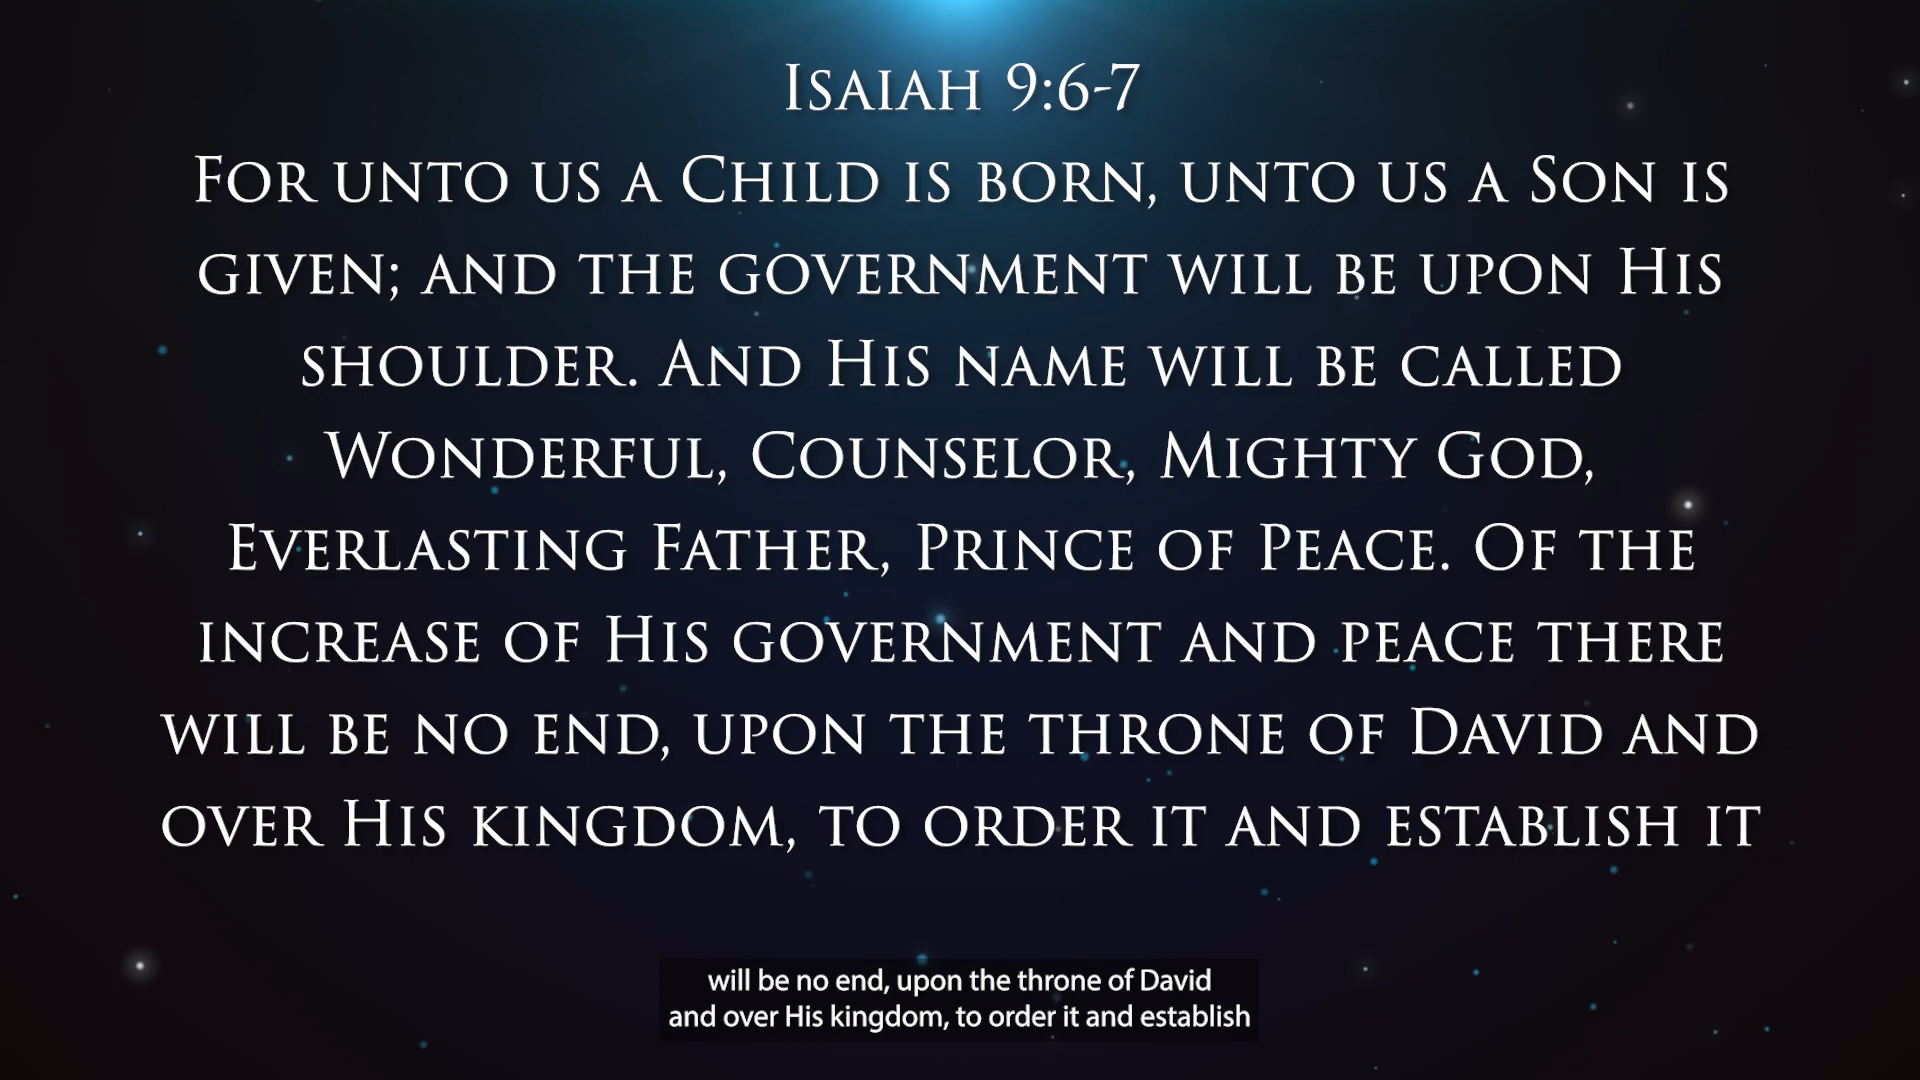 Isaiah 9:6-7
For unto us a Child is born, unto us a Son is
given; and the government will be upon His
shoulder. And His name will be called
Wonderful, Counselor, Mighty God,
Everlasting Father, Prince of Peace. Of the
increase of His government and peace there
will be no end, upon the throne of David and
over His kingdom, to order it and establish it
will be no end, upon the throne of David
and over His kingdom, to order it and establish